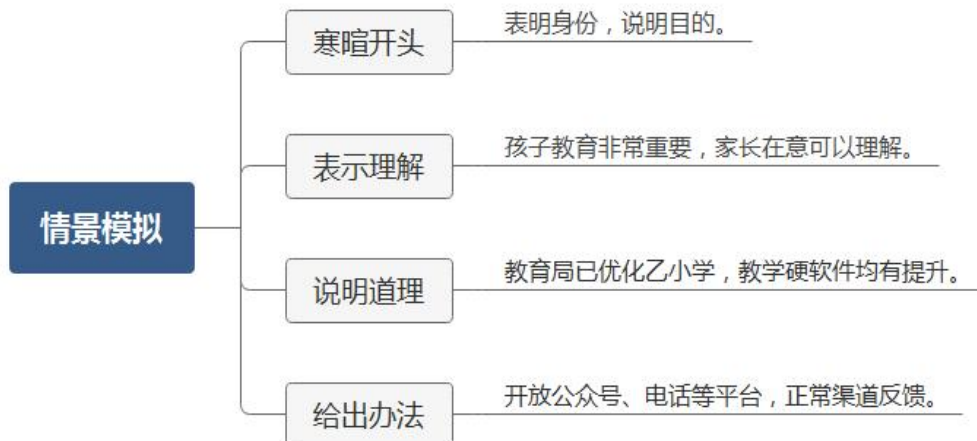 寒暄开头
表明身份，说明目的。
表示理解
孩子教育非常重要，家长在意可以理解。
情景模拟
说明道理
教育局已优化乙小学，教学硬软件均有提升。
给出办法
开放公众号、电话等平台，正常渠道反馈。